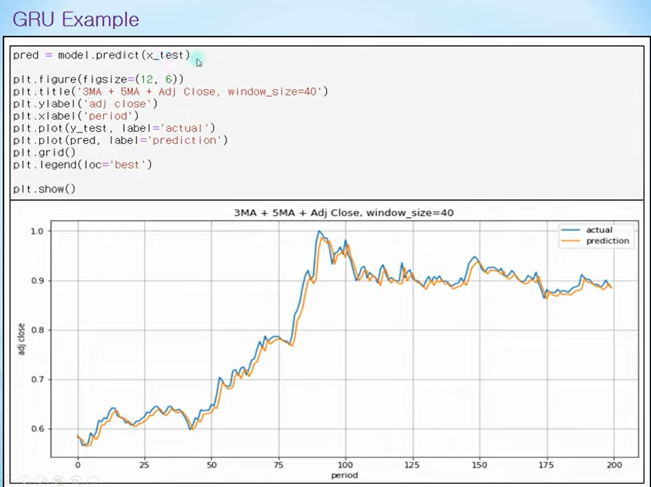 GRU Example
pred = model.predict(x_test)
plt.figure(figsize=(12, 6))
plt.title('3MA + 5MA + Adj Close, window_size=40')
plt.ylabel('adj close')
plt.xlabel('period')
plt.plot(y_test, label='actual')
plt.plot(pred, label='prediction')
plt.grid()
plt.legend(loc='best')
plt.show()
3MA + 5MA + Adj Close, window_size=40
actual
prediction
1.0
0.9
0.8
0.7
0.6
adj close
0 25 50 75 100 125 150 175 200
period